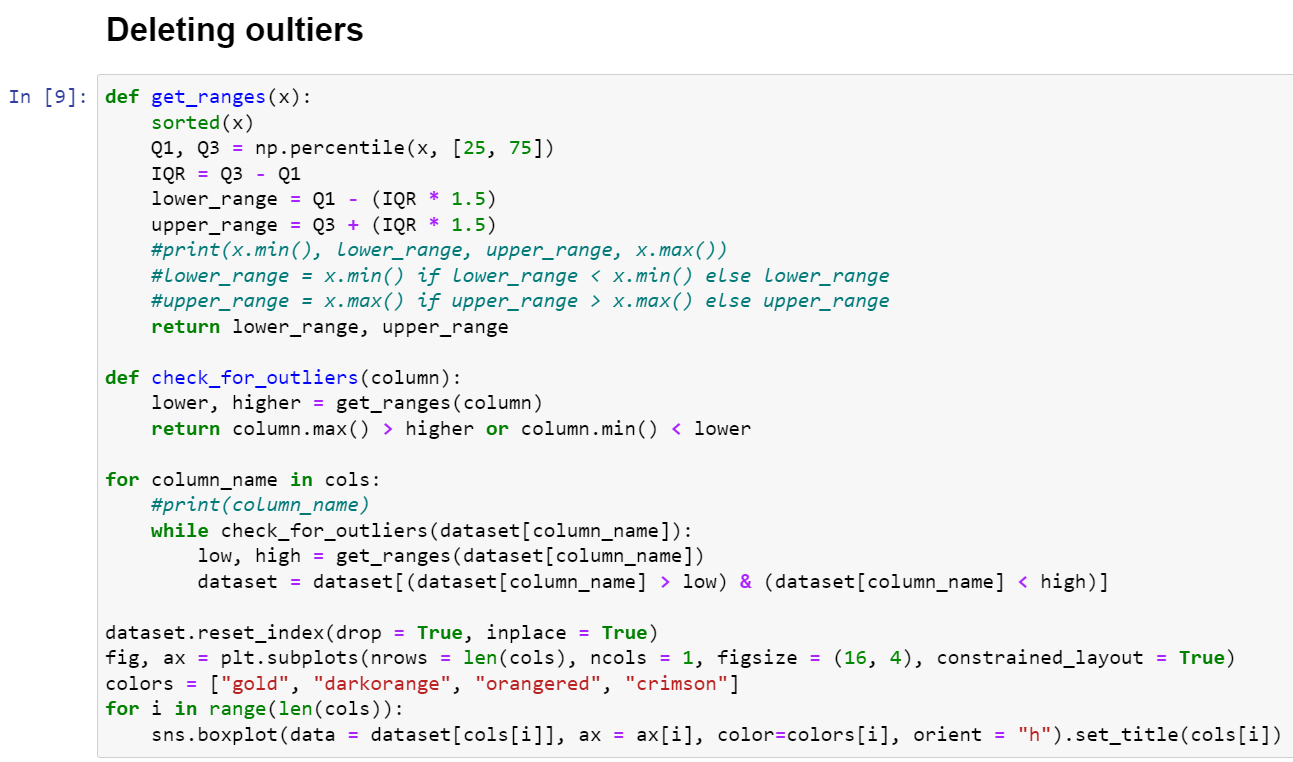 Deleting oultiers
In [9]: def get_ranges(x):
    sorted(x)
    Q1, Q3 = np.percentile(x, [25, 75])
    IQR = Q3 - Q1
    lower_range = Q1 - (IQR * 1.5)
    upper_range = Q3 + (IQR * 1.5)
    #print(x.min(), lower_range, upper_range, x.max())
    #lower_range = x.min() if lower_range < x.min() else lower_range
    #upper_range = x.max() if upper_range > x.max() else upper_range
    return lower_range, upper_range
def check_for_outliers(column):
    lower, higher = get_ranges(column)
    return column.max() > higher or column.min() < lower
for column_name in cols:
    #print(column_name)
    while check_for_outliers(dataset[column_name]):
        low, high = get_ranges(dataset[column_name])
        dataset = dataset[(dataset[column_name] > low) & (dataset[column_name] < high)]
dataset.reset_index(drop = True, inplace = True)
fig, ax = plt.subplots(nrows = len(cols), ncols = 1, figsize = (16, 4), constrained_layout = True)
colors = ["gold", "darkorange", "orangered", "crimson"]
for i in range(len(cols)):
    sns.boxplot(data = dataset[cols[i]], ax = ax[i], color=colors[i], orient = "h").set_title(cols[i])